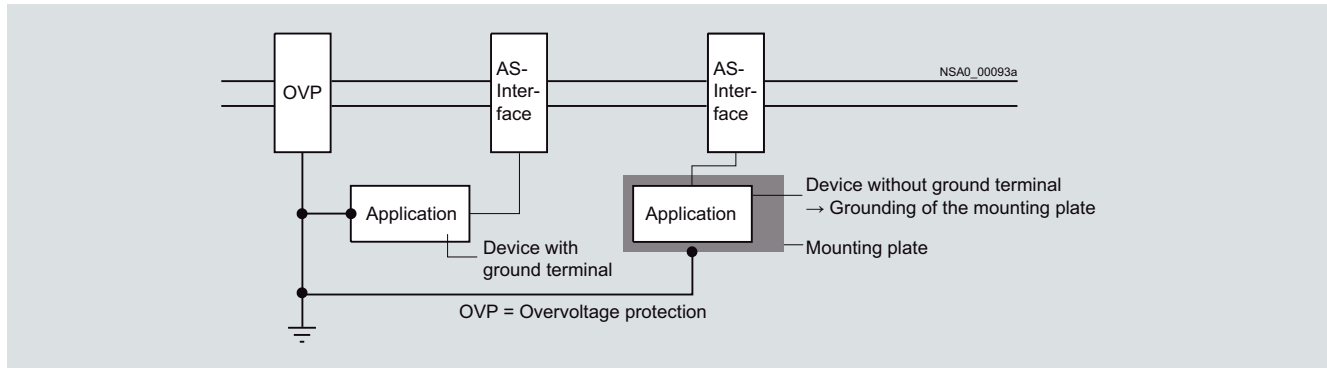 OVP
AS-
Inter-
face
AS-
Inter-
face
NSA0_00093a
Application
Device with
ground terminal
Application
Device without ground terminal
→ Grounding of the mounting plate
Mounting plate
OVP = Overvoltage protection